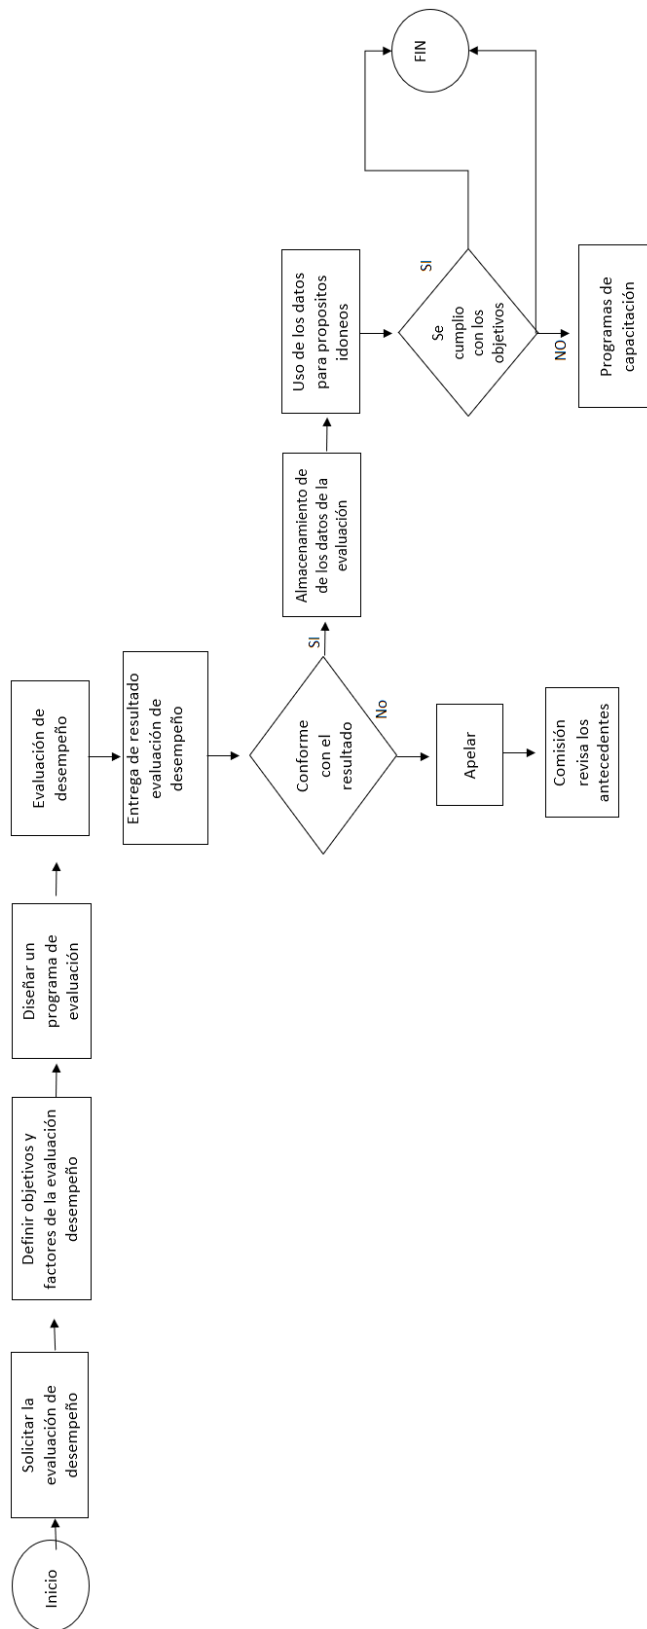 Inicio
Solicitar la
evaluación de
desempeño
Definir objetivos y
factores de la evaluación
desempeño
Diseñar un
programa de
evaluación
Evaluación de
desempeño
Entrega de resultado
evaluación de
desempeño
Conforme
con el
resultado
SI
No
Apelar
Comisión
revisa los
antecedentes
Almacenamiento de
de los datos de la
evaluación
Uso de los datos
para propositos
idoneos
Se
cumplio
con los
objetivos
SI
NO
Programas de
capacitación
FIN